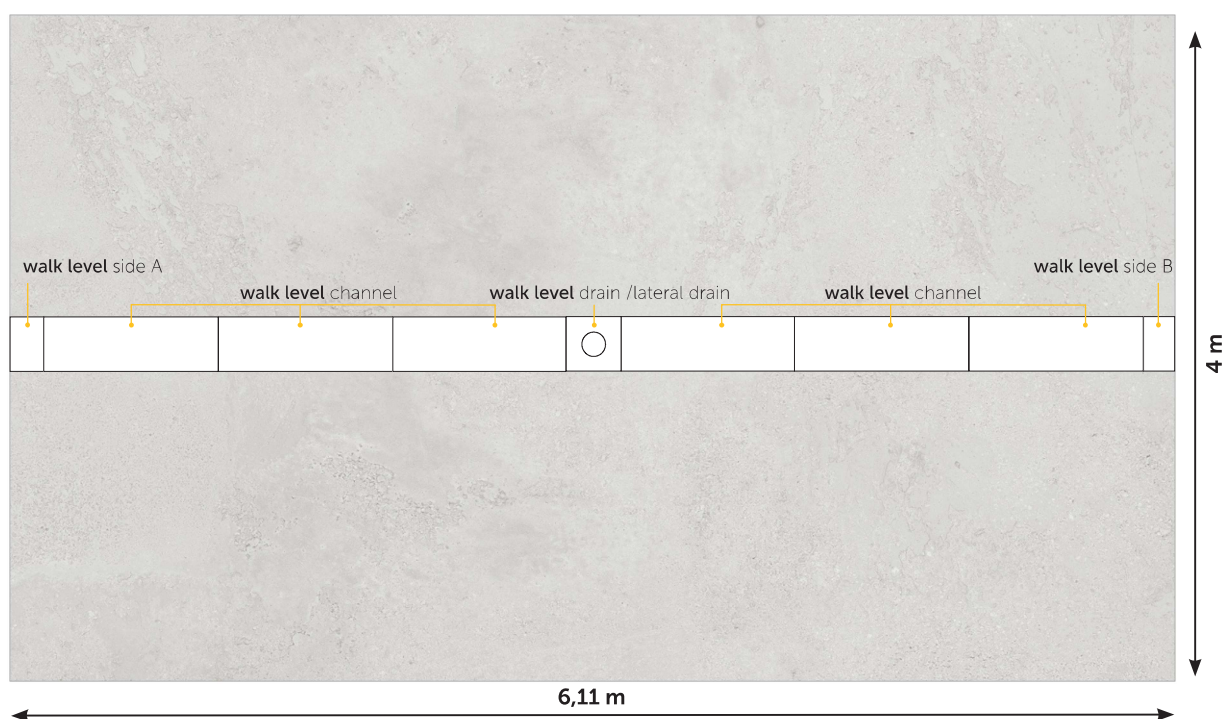 walk level side A
walk level side B
walk level channel
walk level drain /lateral drain
walk level channel
4 m
6,11 m